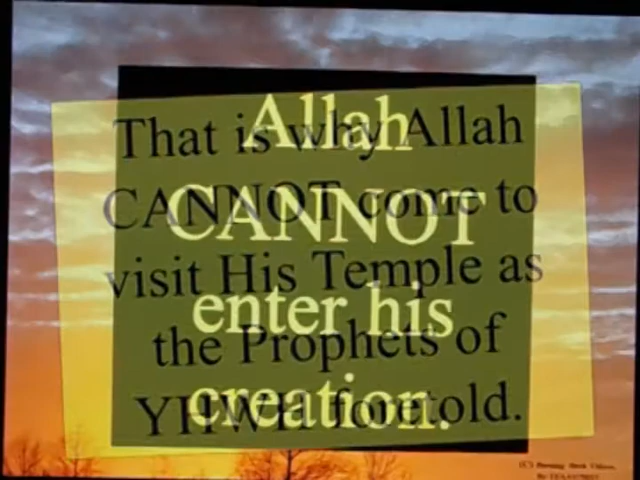 Allah
CANNOT
enter his
creation.
That is why Allah
CANNOT come to
visit His Temple as
the Prophets of
YHWH foretold.